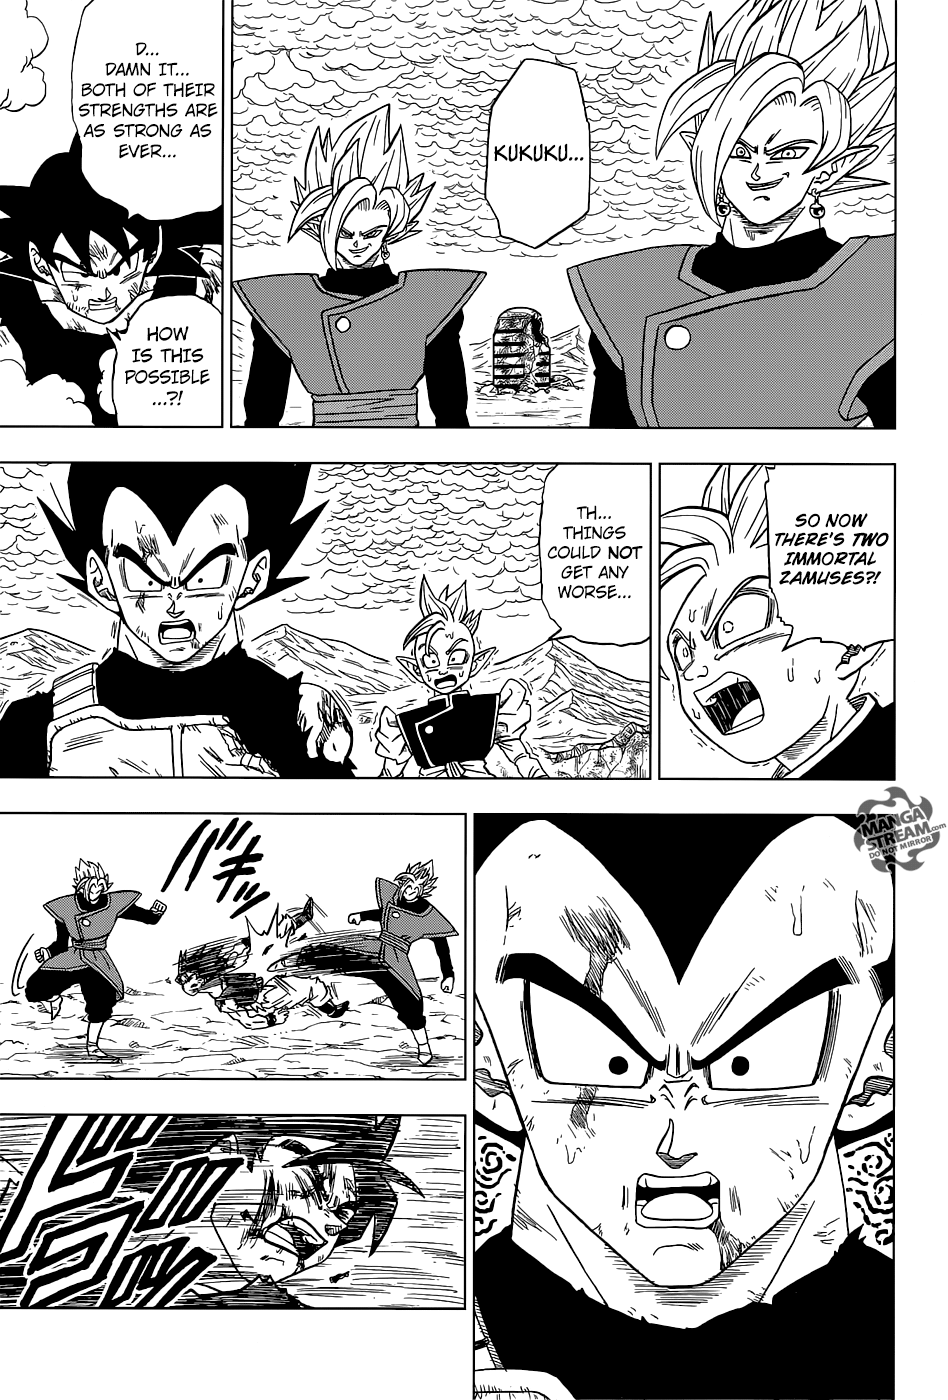 KUKUKU...
D...
DAMN IT...
BOTH OF THEIR
STRENGTHS ARE
AS STRONG AS
EVER...
HOW
IS THIS
POSSIBLE
...?!
SO NOW
THERE'S TWO
IMMORTAL
ZAMUSES?!
TH...
THINGS
COULD NOT
GET ANY
WORSE...
MANGA
STREAM.com
DO NOT MIRROR
バキッ